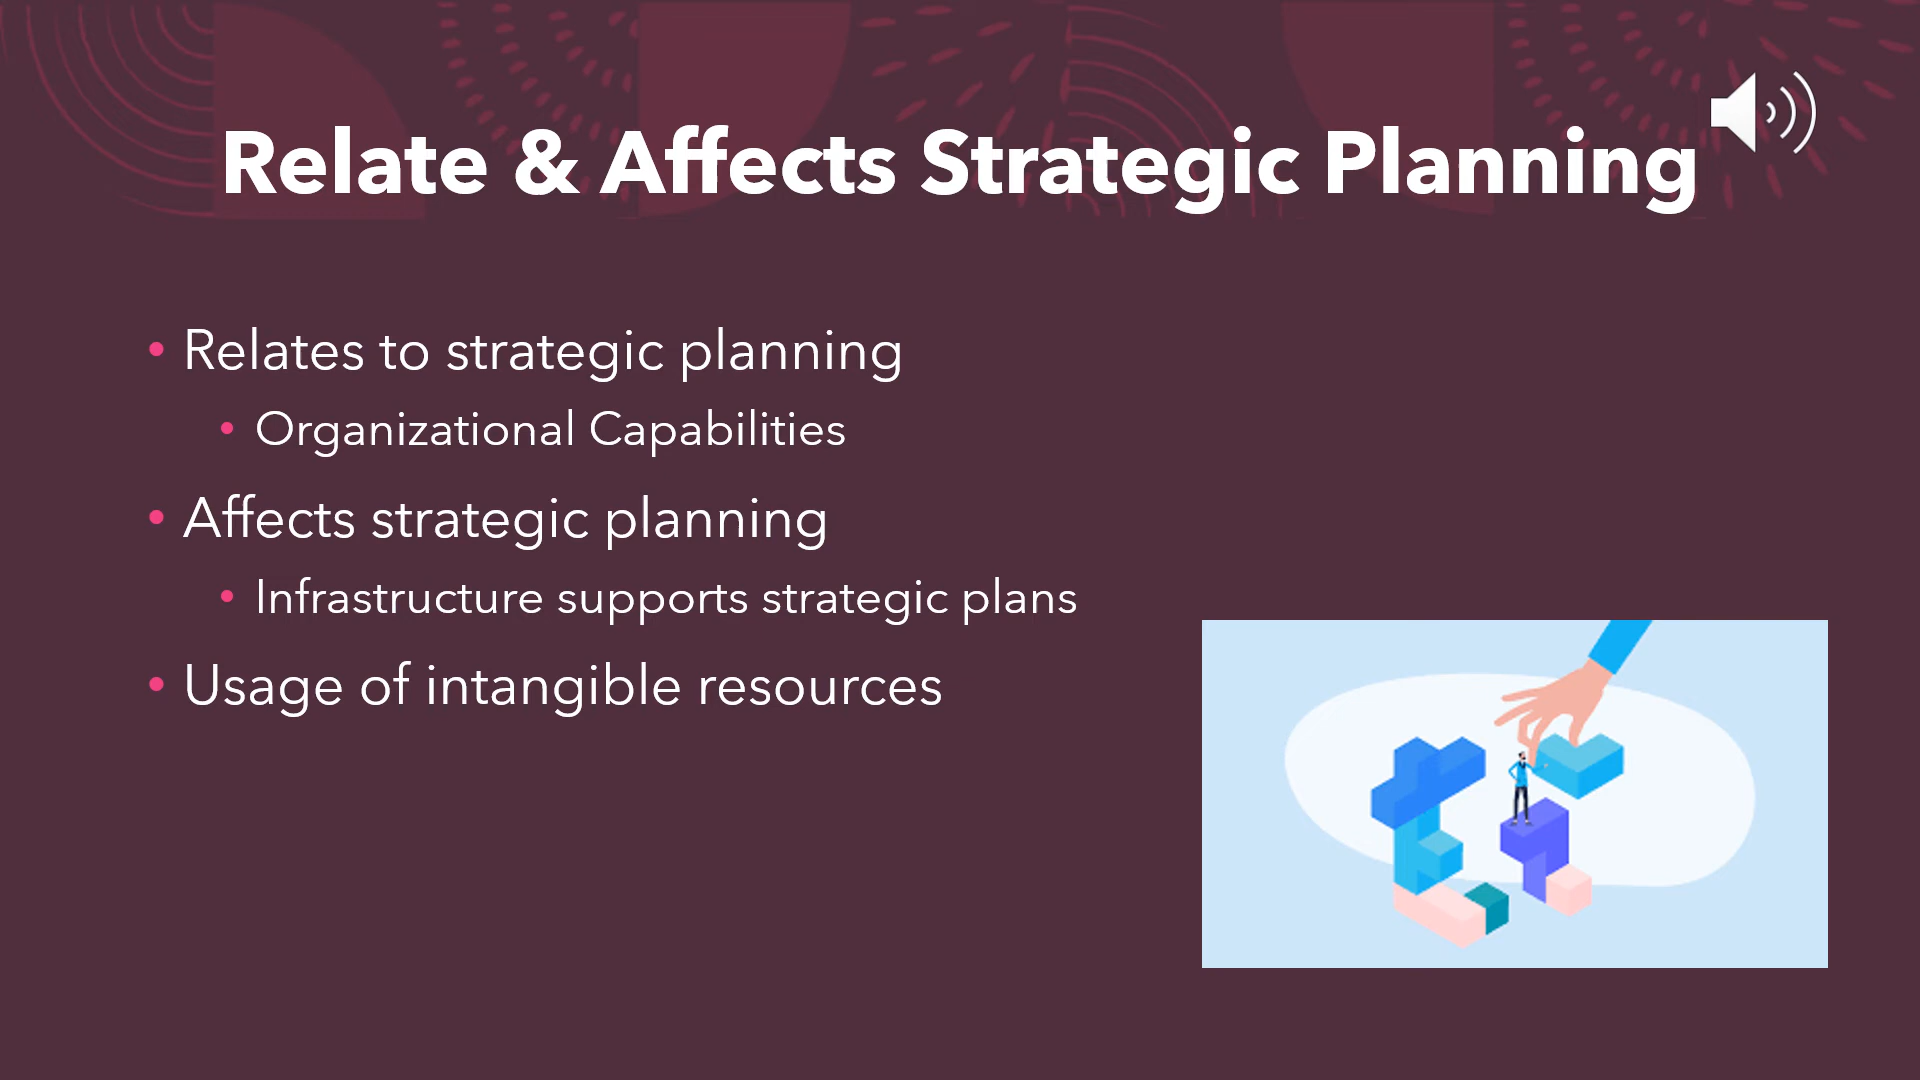 Relate & Affects Strategic Planning
• Relates to strategic planning
• Organizational Capabilities
• Affects strategic planning
• Infrastructure supports strategic plans
• Usage of intangible resources